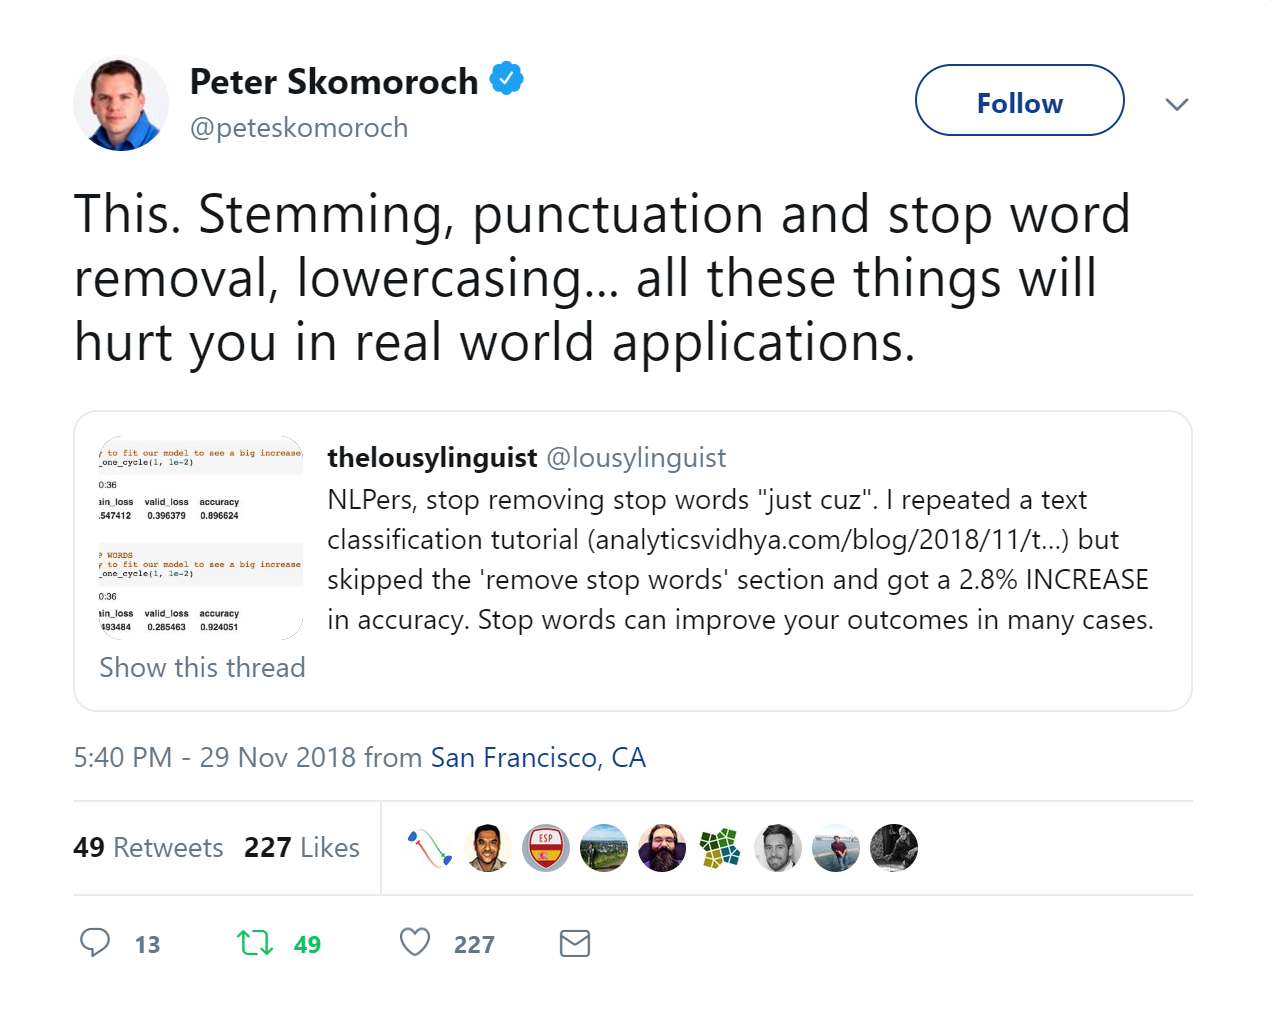 Peter Skomoroch
@peteskomoroch
Follow
This. Stemming, punctuation and stop word
removal, lowercasing... all these things will
hurt you in real world applications.
to fit our model to see a big increase
_one_cycle(1, 1e-2)
0:36
valid_loss accuracy
.547412 0.396379 0.896624
WORDS
to fit our model to see a big increase
_one_cycle(1, 1e-2)
0:36
valid_loss accuracy
493484 0.285463 0.924051
thelousylinguist @lousylinguist
NLPers, stop removing stop words "just cuz". I repeated a text
classification tutorial (analyticsvidhya.com/blog/2018/11/t...) but
skipped the 'remove stop words' section and got a 2.8% INCREASE
in accuracy. Stop words can improve your outcomes in many cases.
Show this thread
5:40 PM - 29 Nov 2018 from San Francisco, CA
49 Retweets 227 Likes
ESP
13 49 227